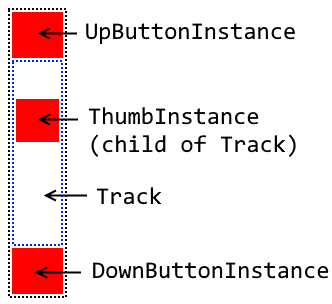 UpButtonInstance
ThumbInstance
(child of Track)
Track
DownButtonInstance